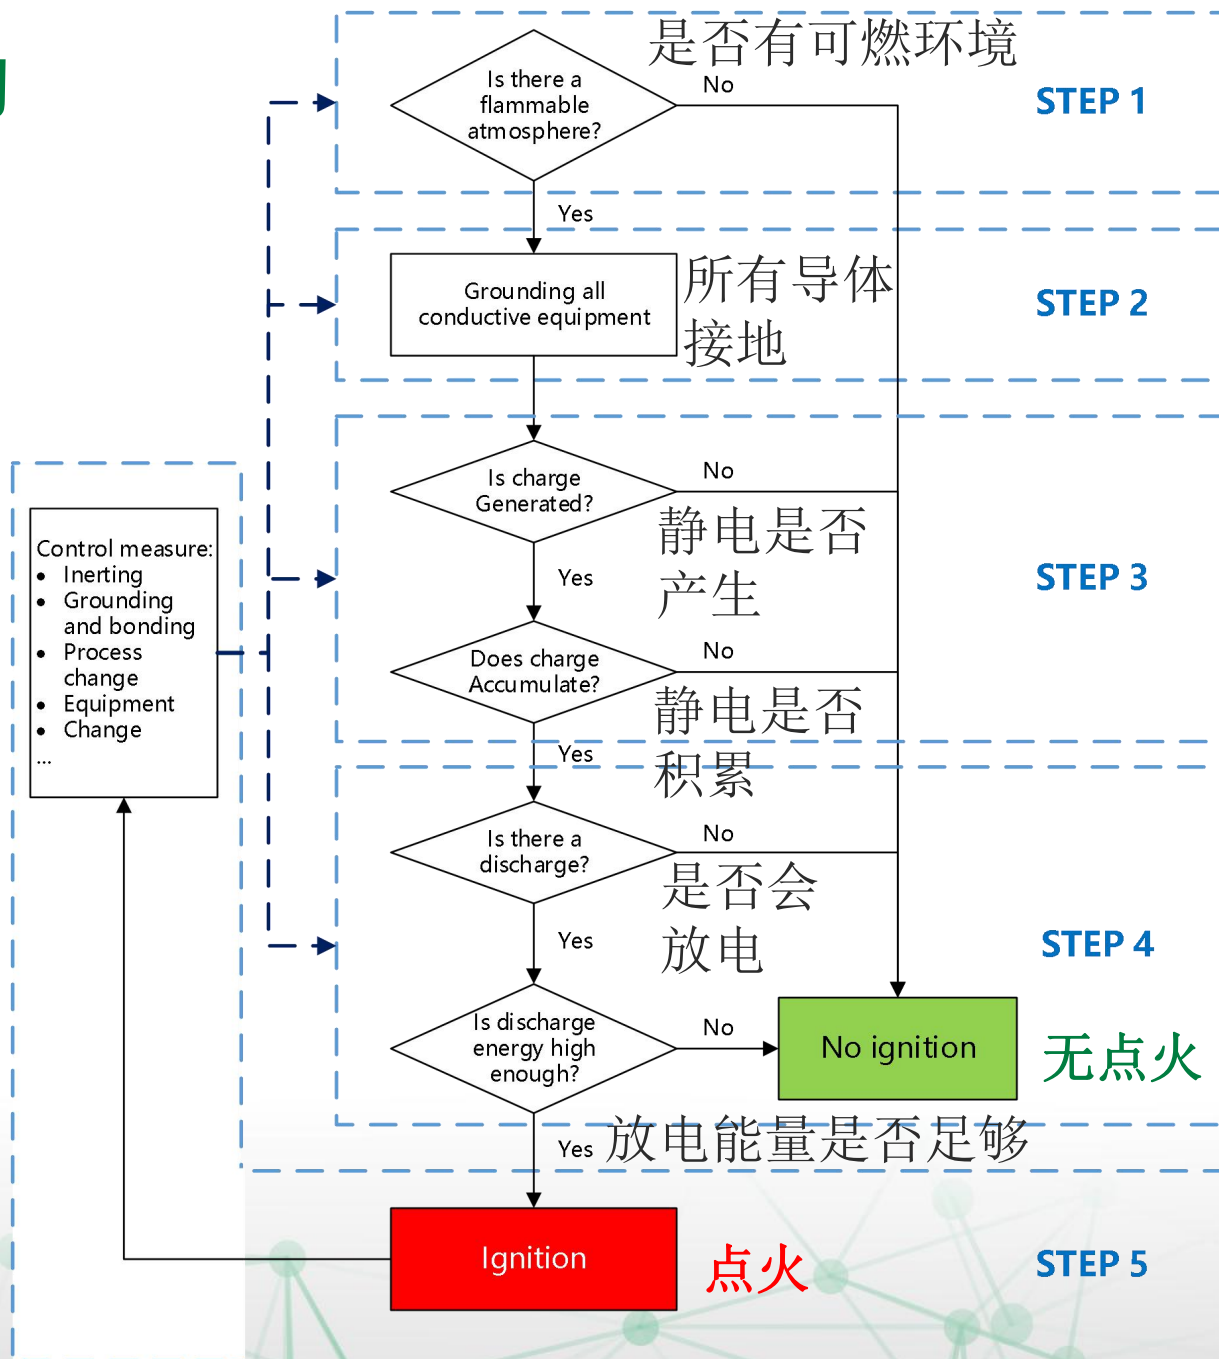 是否有可燃环境
Is there a
flammable
atmosphere?
No
STEP 1
Yes
Grounding all
conductive equipment
所有导体
接地
STEP 2
Is charge
Generated?
No
静电是否
产生
STEP 3
Yes
Does charge
Accumulate?
No
静电是否
积累
Yes
Control measure:
• Inerting
• Grounding
and bonding
• Process
change
• Equipment
• Change
...
Is there a
discharge?
No
是否会
放电
STEP 4
Yes
Is discharge
energy high
enough?
No
No ignition
无点火
Yes
放电能量是否足够
Ignition
点火
STEP 5